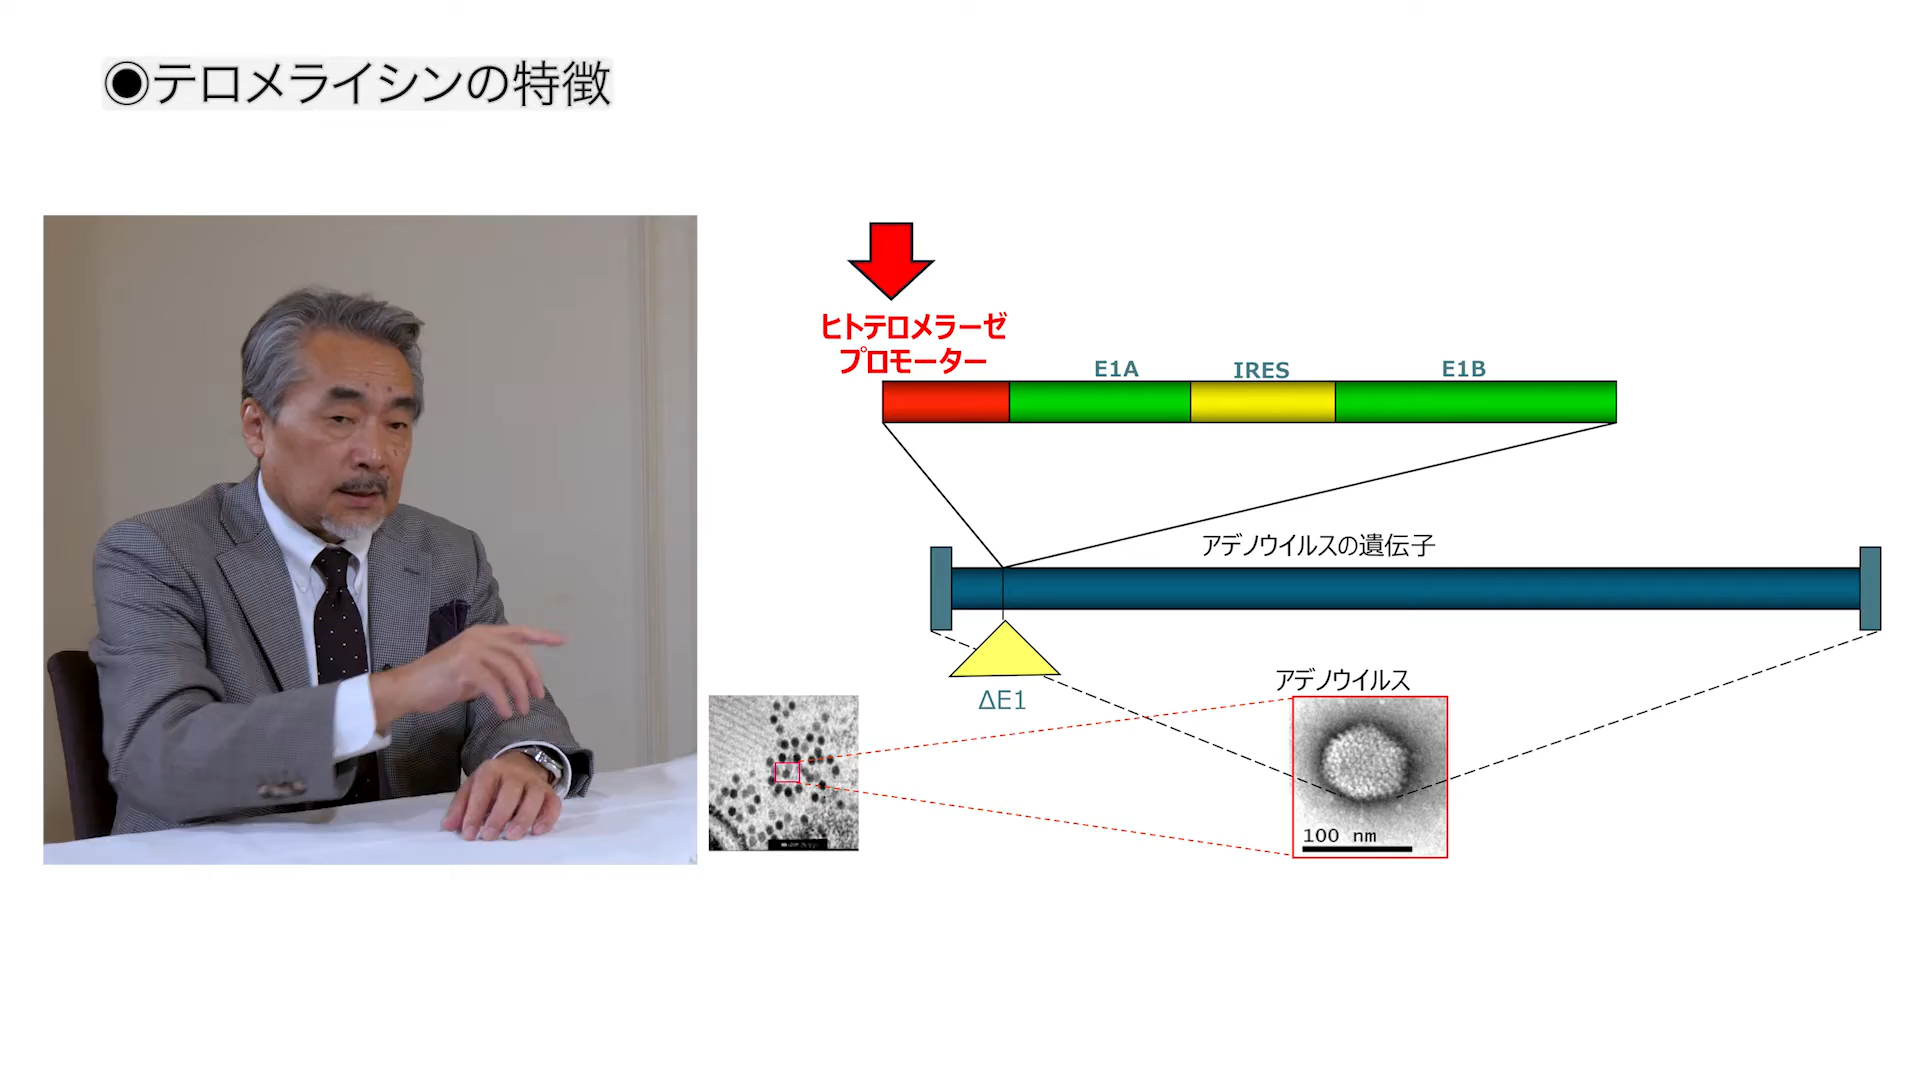 ◉テロメライシンの特徴
ヒトテロメラーゼ
プロモーター
E1A
IRES
E1B
アデノウイルスの遺伝子
ΔE1
アデノウイルス
100 nm